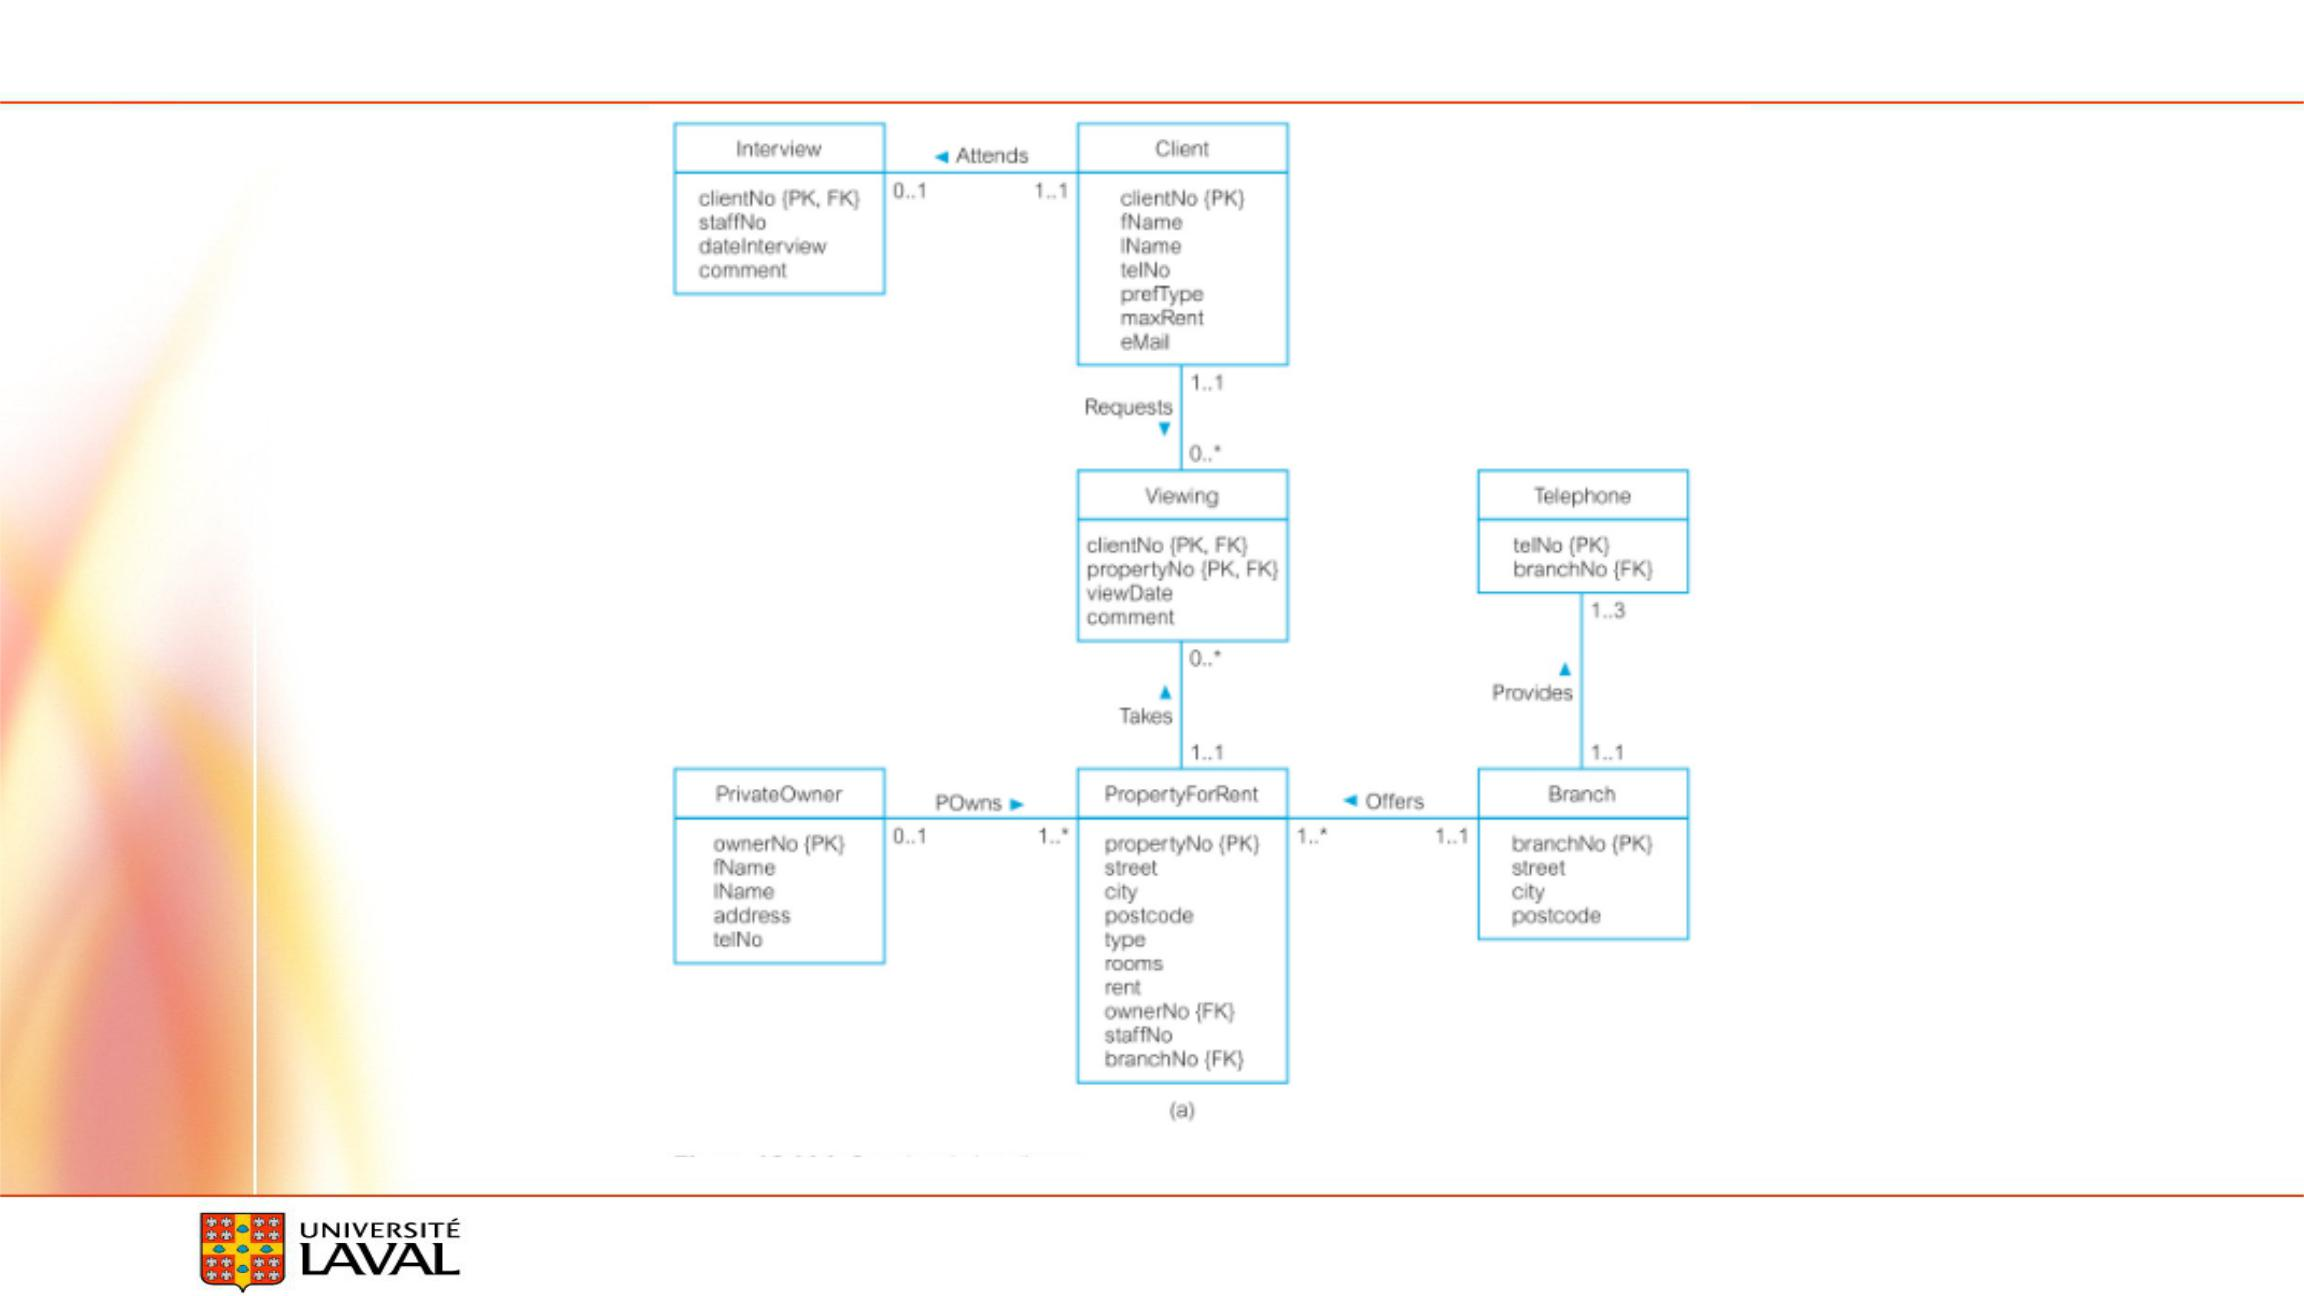 Interview
clientNo {PK, FK}
staffNo
dateInterview
comment
◄ Attends
0..1
1..1
Client
clientNo {PK}
fName
lName
telNo
prefType
maxRent
eMail
1..1
Requests
▼
0..*
Viewing
clientNo {PK, FK}
propertyNo {PK, FK}
viewDate
comment
0..*
▲
Takes
1..1
Telephone
telNo {PK}
branchNo {FK}
1..3
▲
Provides
1..1
PrivateOwner
ownerNo {PK}
fName
lName
address
telNo
POwns ►
0..1
1..*
PropertyForRent
propertyNo {PK}
street
city
postcode
type
rooms
rent
ownerNo {FK}
staffNo
branchNo {FK}
◄ Offers
1..*
1..1
Branch
branchNo {PK}
street
city
postcode
(a)
UNIVERSITÉ
LAVAL